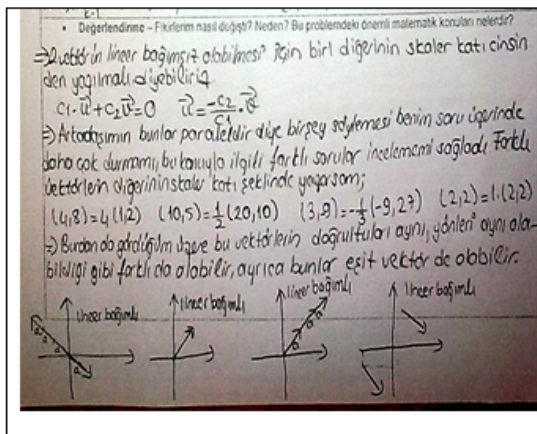 • Değerlendirme – Fikirlerim nasıl değişti? Neden? Bu problemdeki önemli matematik konuları nelerdir?
⇒ 2 vektörün lineer bağımsız olabilmesi için biri diğerinin skaler katı cinsin
den yazılmalı diyebiliriz.
C1·u⃗+C2v⃗=0 u⃗=-C2/C1·v⃗
⇒ Arkadaşımın bunlar paraleldir diye birşey söylemesi benim soru üzerinde
daha çok durmamı, bu konuyla ilgili farklı sorular incelememi sağladı. Farklı
vektörlerin diğerinin skaler katı şeklinde yazarsam;
(4,8)=4(1,2) (10,5)=1/2(20,10) (3,9)=-1/3(-9,27) (2,2)=1.(2,2)
⇒ Burdan da gördüğüm üzere bu vektörlerin doğrultuları aynı, yönleri aynı ola-
bildiği gibi farklı da olabilir, ayrıca bunlar eşit vektör de olabilir.
lineer bağımlı lineer bağımlı lineer bağımlı lineer bağımlı